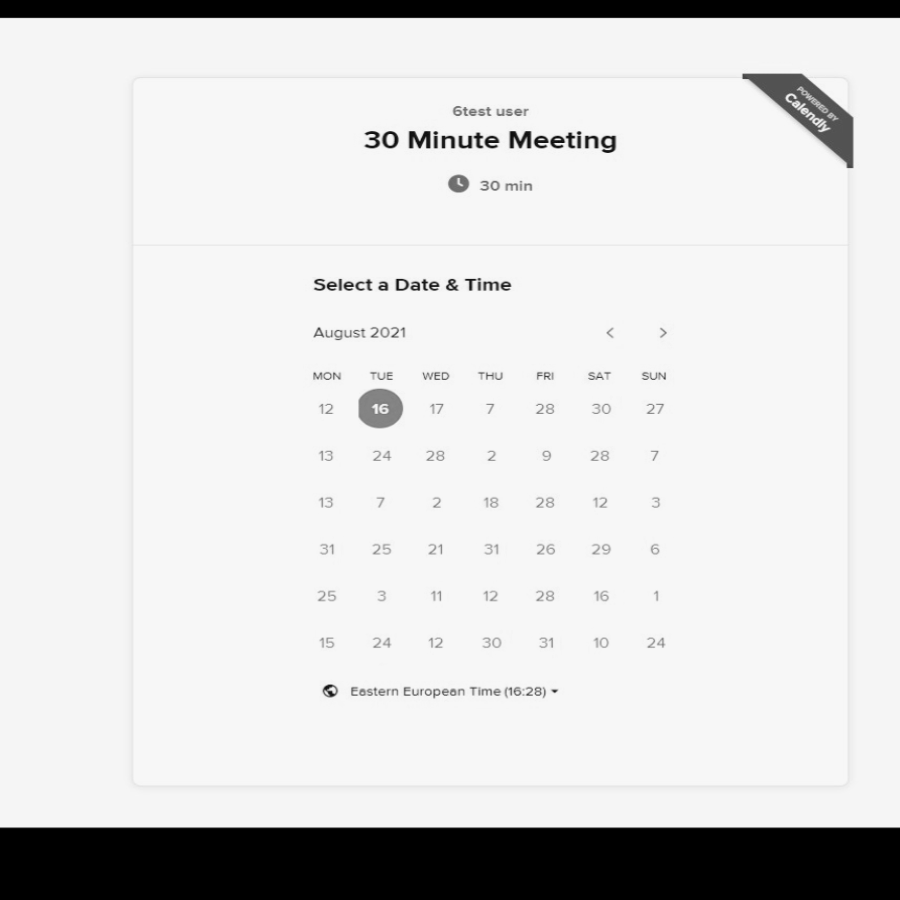 POWERED BY
Calendly
6test user
30 Minute Meeting
30 min
Select a Date & Time
August 2021
MON TUE WED THU FRI SAT SUN
12 16 17 7 28 30 27
13 24 28 2 9 28 7
13 7 2 18 28 12 3
31 25 21 31 26 29 6
25 3 11 12 28 16 1
15 24 12 30 31 10 24
Eastern European Time (16:28)